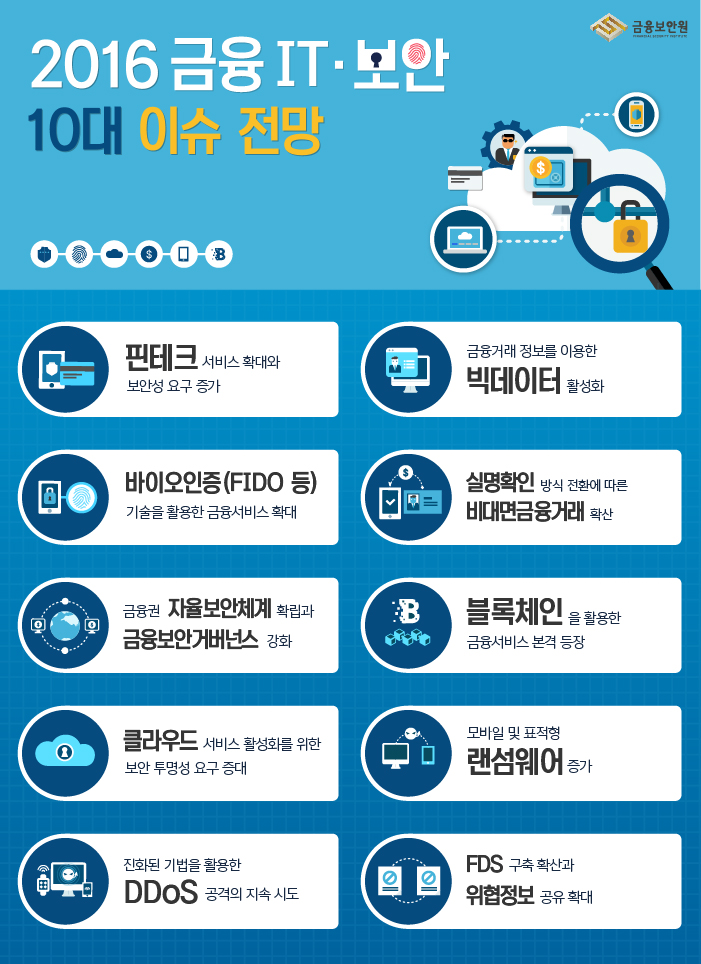 금융보안원
2016 금융 IT·보안
10대 이슈 전망
핀테크 서비스 확대와
보안성 요구 증가
금융거래 정보를 이용한
빅데이터 활성화
바이오인증(FIDO 등)
기술을 활용한 금융서비스 확대
실명확인 방식 전환에 따른
비대면금융거래 확산
금융권 자율보안체계 확립과
금융보안거버넌스 강화
블록체인을 활용한
금융서비스 본격 등장
클라우드 서비스 활성화를 위한
보안 투명성 요구 증대
모바일 및 표적형
랜섬웨어 증가
진화된 기법을 활용한
DDoS 공격의 지속 시도
FDS 구축 확산과
위협정보 공유 확대